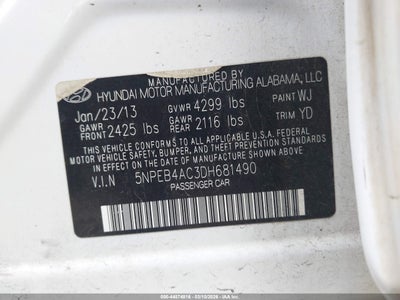 MANUFACTURED BY
HYUNDAI MOTOR MANUFACTURING ALABAMA, LLC
Jan/23/13 GVWR 4299 lbs PAINT WJ
GAWR FRONT 2425 lbs GAWR REAR 2116 lbs TRIM YD
THIS VEHICLE CONFORMS TO ALL APPLICABLE
FEDERAL MOTOR VEHICLE SAFETY, BUMPER, AND THEFT
PREVENTION STANDARDS IN EFFECT ON THE DATE OF
MANUFACTURE SHOWN ABOVE.
V.I.N 5NPEB4AC3DH681490
PASSENGER CAR